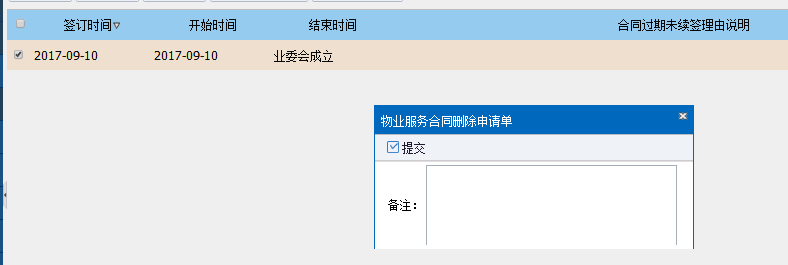 签订时间 开始时间 结束时间 合同过期未续签理由说明
2017-09-10 2017-09-10 业委会成立
物业服务合同删除申请单
提交
备注：